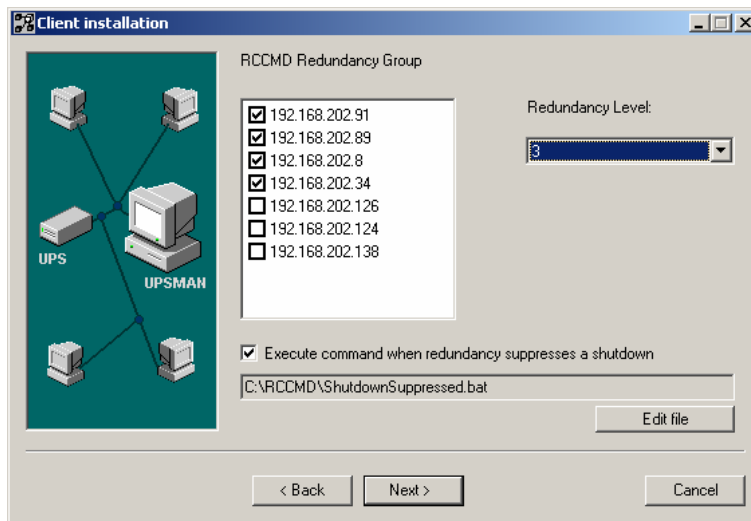 Client installation
RCCMD Redundancy Group
192.168.202.91
192.168.202.89
192.168.202.8
192.168.202.34
192.168.202.126
192.168.202.124
192.168.202.138
Redundancy Level:
3
UPS
UPSMAN
Execute command when redundancy suppresses a shutdown
C:\RCCMD\ShutdownSuppressed.bat
Edit file
< Back
Next >
Cancel